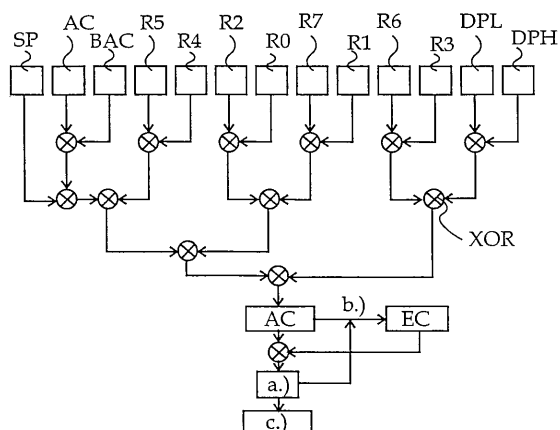 SP AC BAC R5 R4 R2 R0 R7 R1 R6 R3 DPL DPH
XOR
AC b.) EC
a.)
c.)